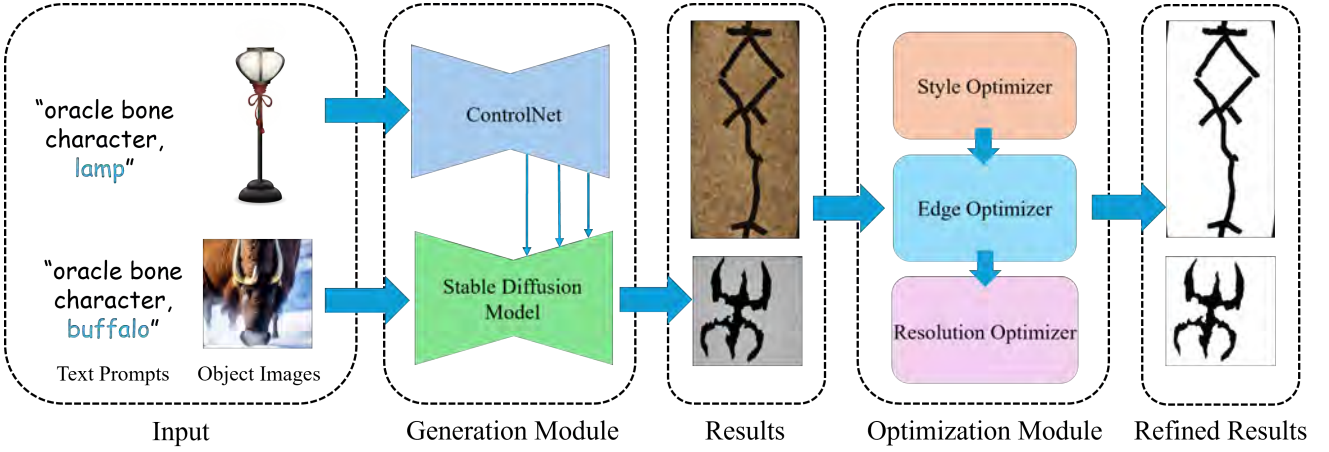 “oracle bone
character,
lamp”
“oracle bone
character,
buffalo”
Text Prompts
Object Images
Input
ControlNet
Stable Diffusion
Model
Generation Module
Results
Style Optimizer
Edge Optimizer
Resolution Optimizer
Optimization Module
Refined Results